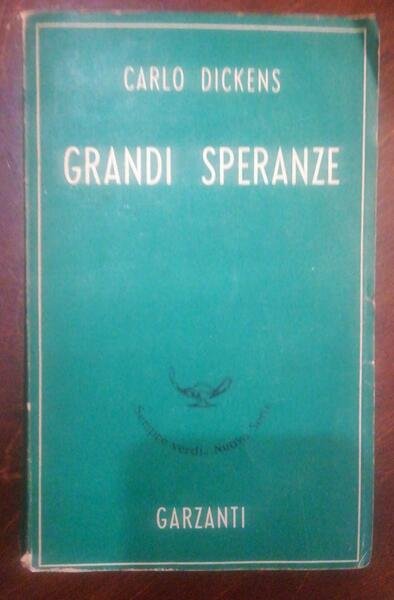 CARLO DICKENS
GRANDI SPERANZE
Sempre verdi. Nuova Serie
GARZANTI